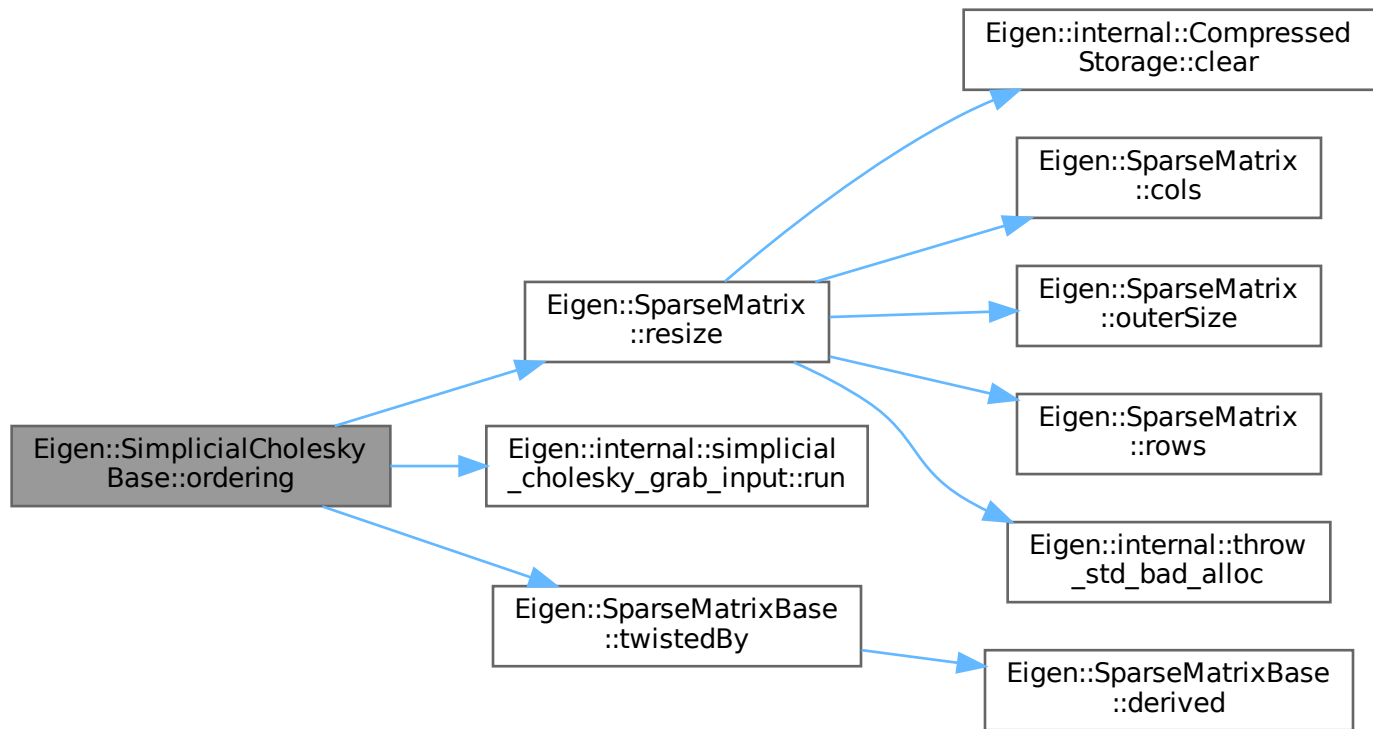 Eigen::internal::Compressed
Storage::clear
Eigen::SparseMatrix
::cols
Eigen::SparseMatrix
::outerSize
Eigen::SparseMatrix
::resize
Eigen::SparseMatrix
::rows
Eigen::SimplicialCholesky
Base::ordering
Eigen::internal::simplicial
_cholesky_grab_input::run
Eigen::internal::throw
_std_bad_alloc
Eigen::SparseMatrixBase
::twistedBy
Eigen::SparseMatrixBase
::derived